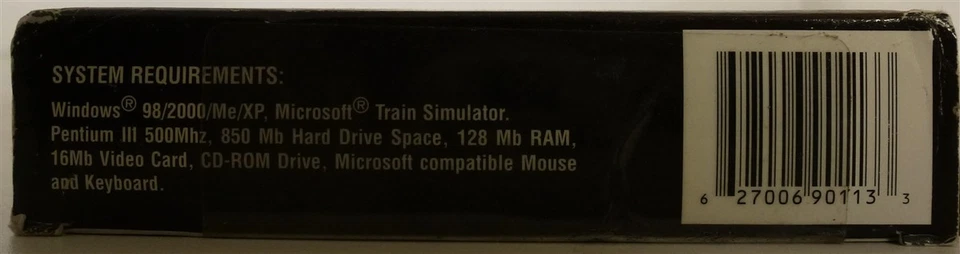 SYSTEM REQUIREMENTS:
Windows® 98/2000/Me/XP, Microsoft® Train Simulator.
Pentium III 500Mhz, 850 Mb Hard Drive Space, 128 Mb RAM,
16Mb Video Card, CD-ROM Drive, Microsoft compatible Mouse
and Keyboard.
6 27006 90113 3